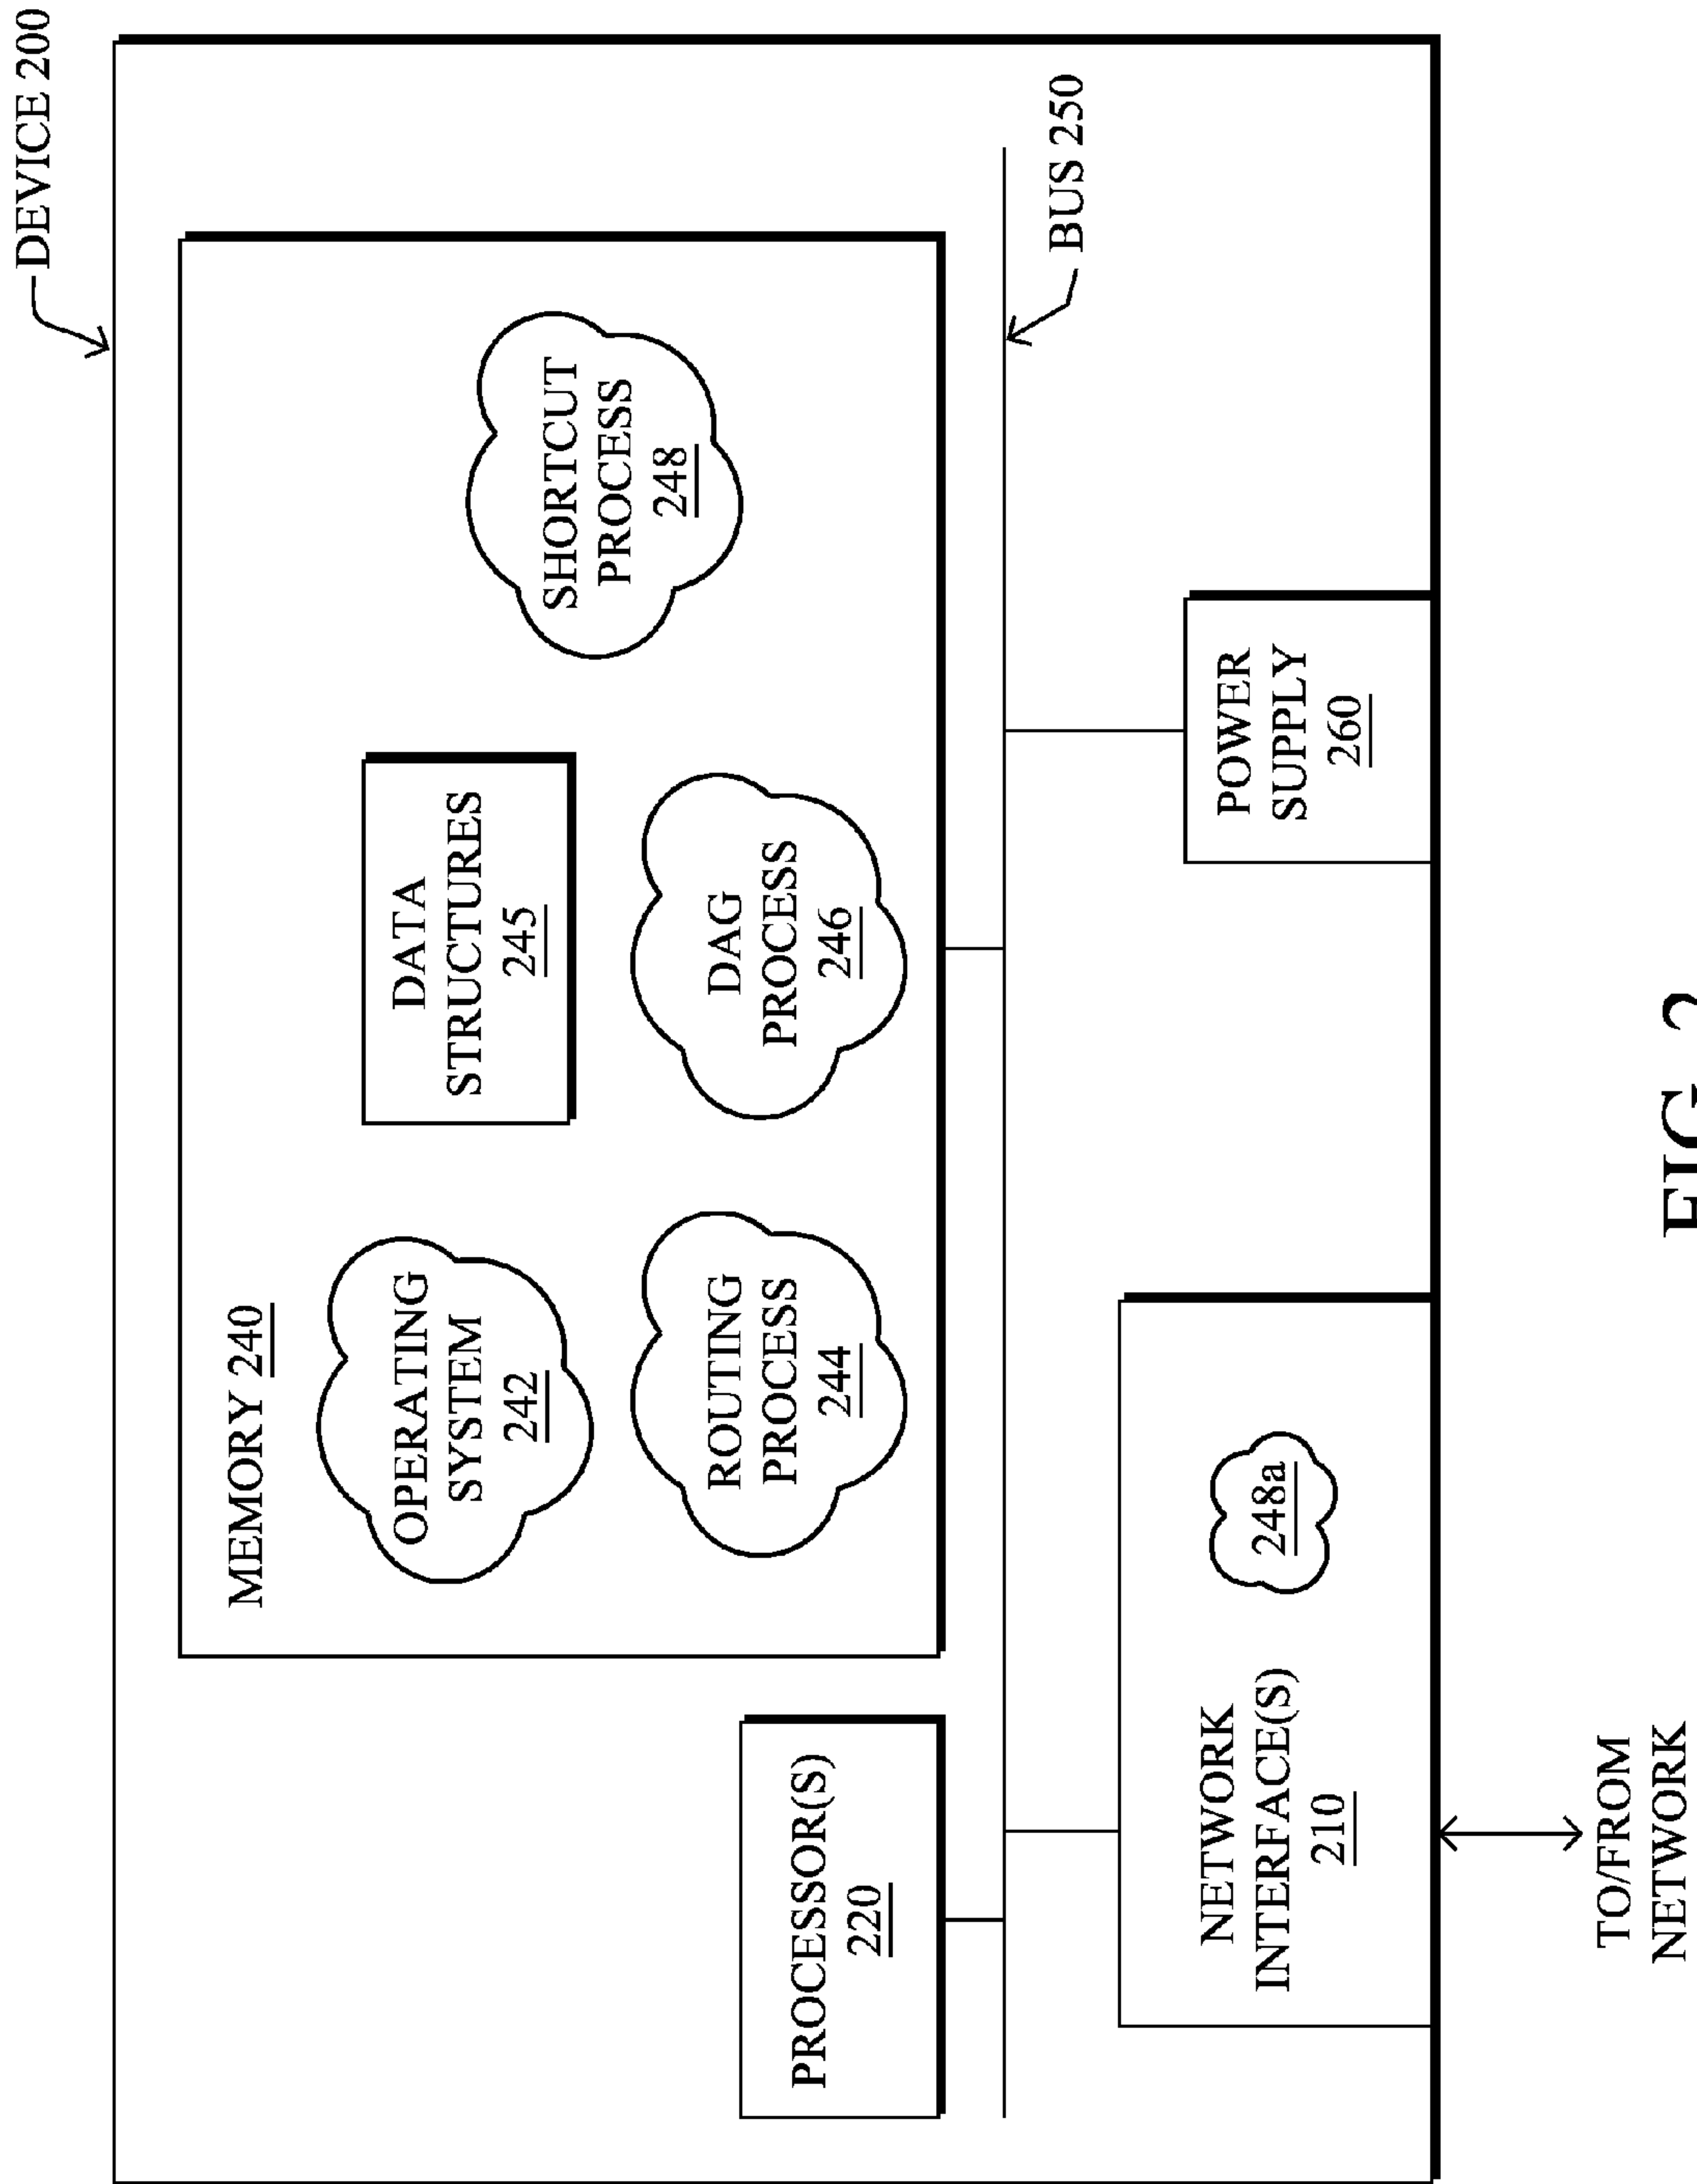 DEVICE 200
MEMORY 240
OPERATING
SYSTEM
242
DATA
STRUCTURES
245
SHORTCUT
PROCESS
248
ROUTING
PROCESS
244
DAG
PROCESS
246
PROCESSOR(S)
220
BUS 250
NETWORK
INTERFACE(S)
210
248a
POWER
SUPPLY
260
TO/FROM
NETWORK
FIG. 2